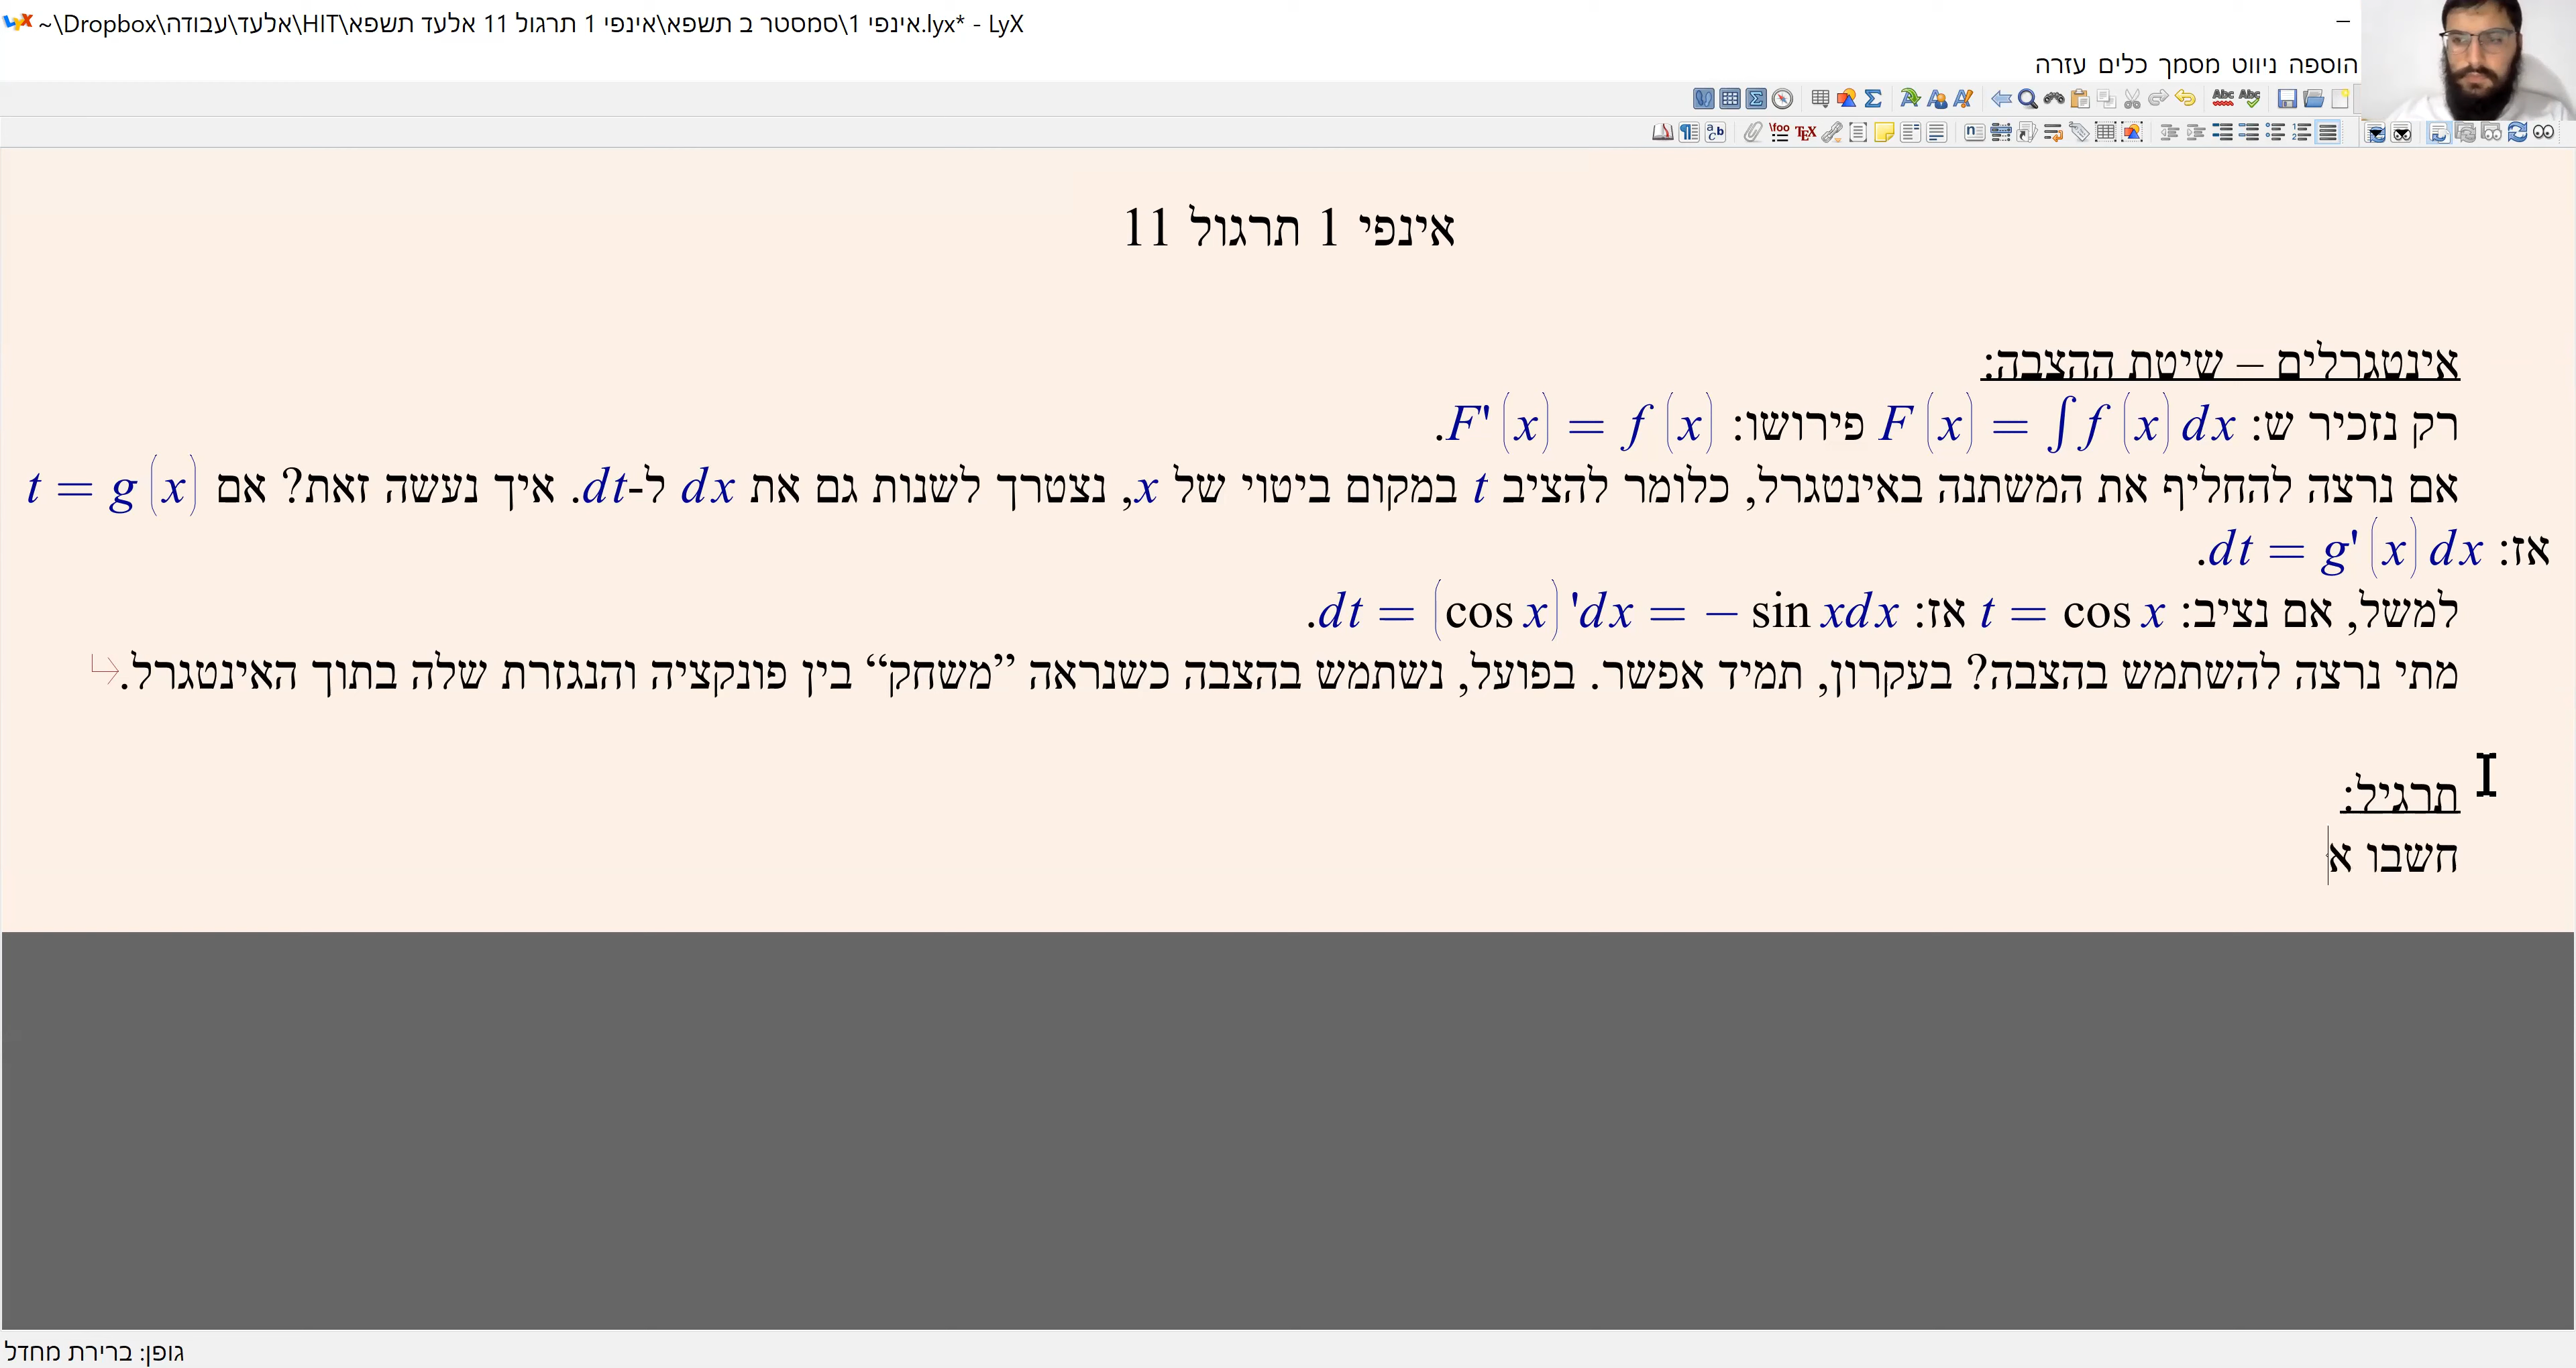 ~\Dropbox\אינפי 1\סמסטר ב תשפא\אינפי 1 תרגול 11 אלעד תשפא\HIT\אלעד\עבודה.lyx* - LyX
הוספה ניווט מסמך כלים עזרה
אינפי 1 תרגול 11
אינטגרלים – שיטת ההצבה:
רק נזכיר ש: F(x) = ∫f(x)dx פירושו: F'(x) = f(x).
אם נרצה להחליף את המשתנה באינטגרל, כלומר להציב t במקום ביטוי של x, נצטרך לשנות גם את dx ל-dt. איך נעשה זאת? אם t = g(x)
אז: dt = g'(x)dx.
למשל, אם נציב: t = cos x אז: dt = (cos x)'dx = − sin xdx.
מתי נרצה להשתמש בהצבה? בעקרון, תמיד אפשר. בפועל, נשתמש בהצבה כשנראה ”משחק“ בין פונקציה והנגזרת שלה בתוך האינטגרל.
תרגיל:
חשבו א
גופן: ברירת מחדל